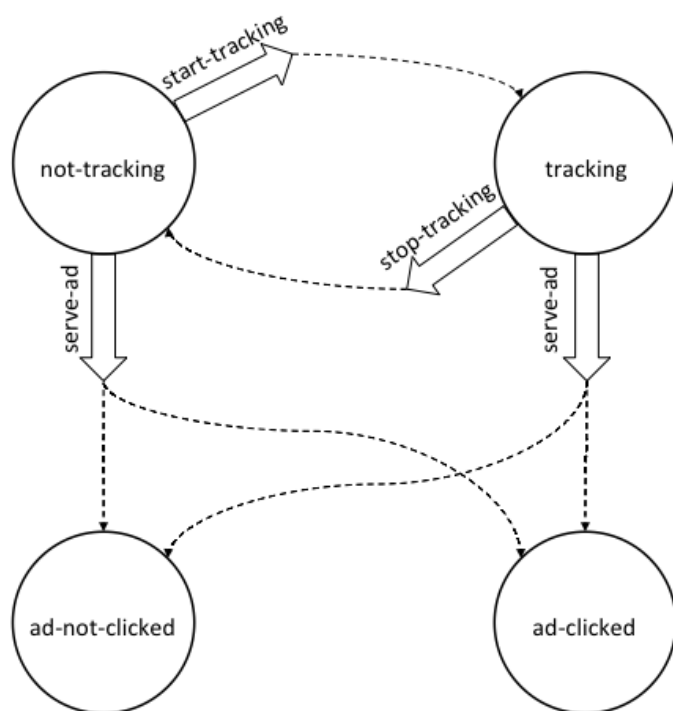 start-tracking
not-tracking
tracking
stop-tracking
serve-ad
serve-ad
ad-not-clicked
ad-clicked